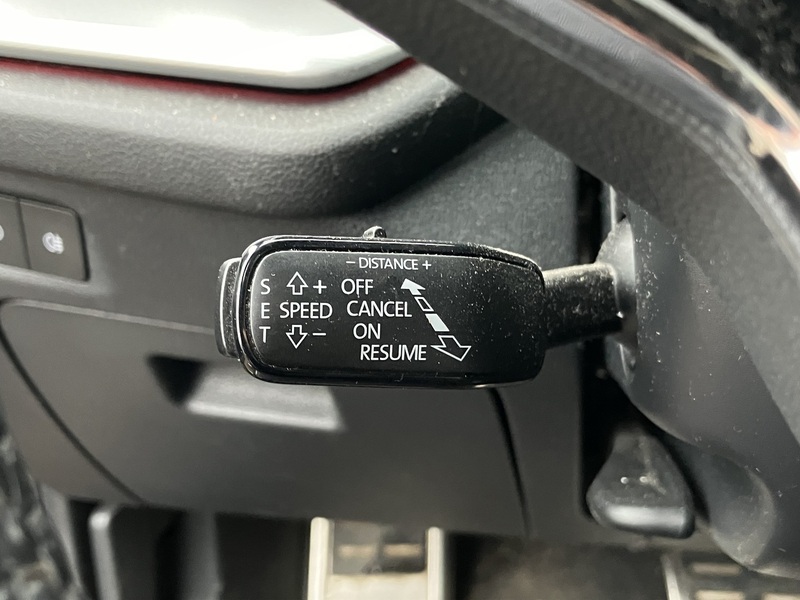 − DISTANCE +
S + OFF
E SPEED CANCEL
T − ON
RESUME